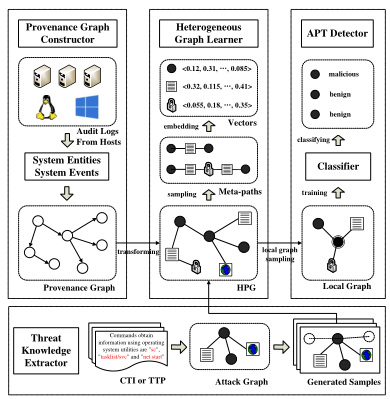 Provenance Graph
Constructor
Audit Logs
From Hosts
System Entities
System Events
Provenance Graph
transforming
Heterogeneous
Graph Learner
<0.12, 0.31, ···, 0.085>
<0.32, 0.115, ···, 0.41>
<0.055, 0.18, ···, 0.35>
embedding
Vectors
sampling
Meta-paths
HPG
local graph
sampling
APT Detector
malicious
benign
benign
classifying
Classifier
training
Local Graph
Threat
Knowledge
Extractor
Commands obtain
information using operating
system utilities are "sc",
"tasklist/svc" and "net start"
CTI or TTP
Attack Graph
Generated Samples